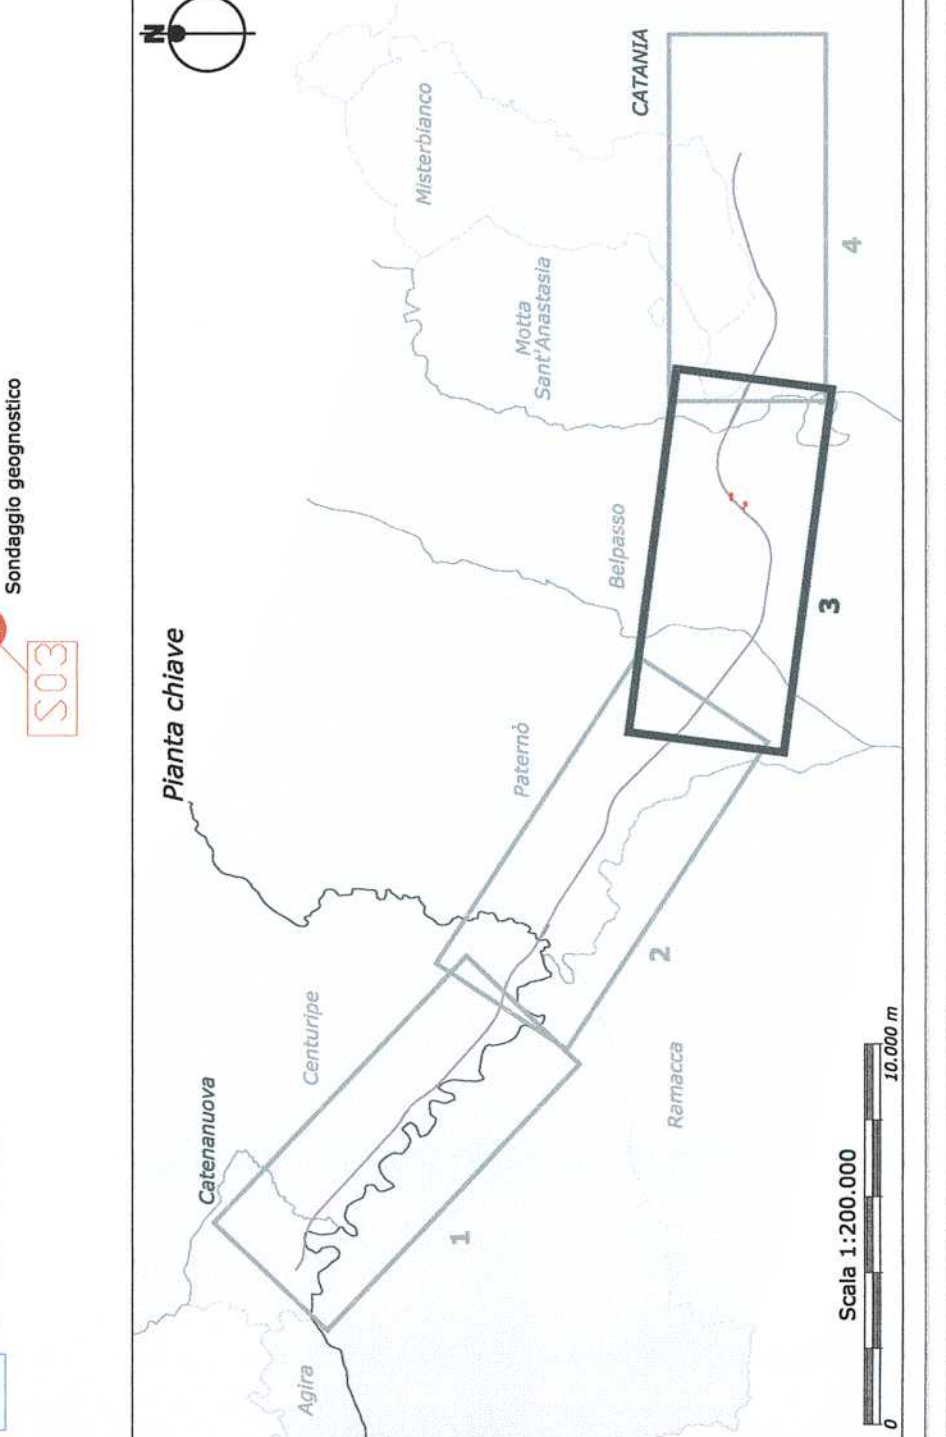 Sondaggio geognostico
S03
Pianta chiave
N
Catenanuova
Centuripe
Agira
Paternò
Belpasso
Misterbianco
Motta
Sant'Anastasia
CATANIA
Ramacca
1
2
3
4
Scala 1:200.000
0
10.000 m